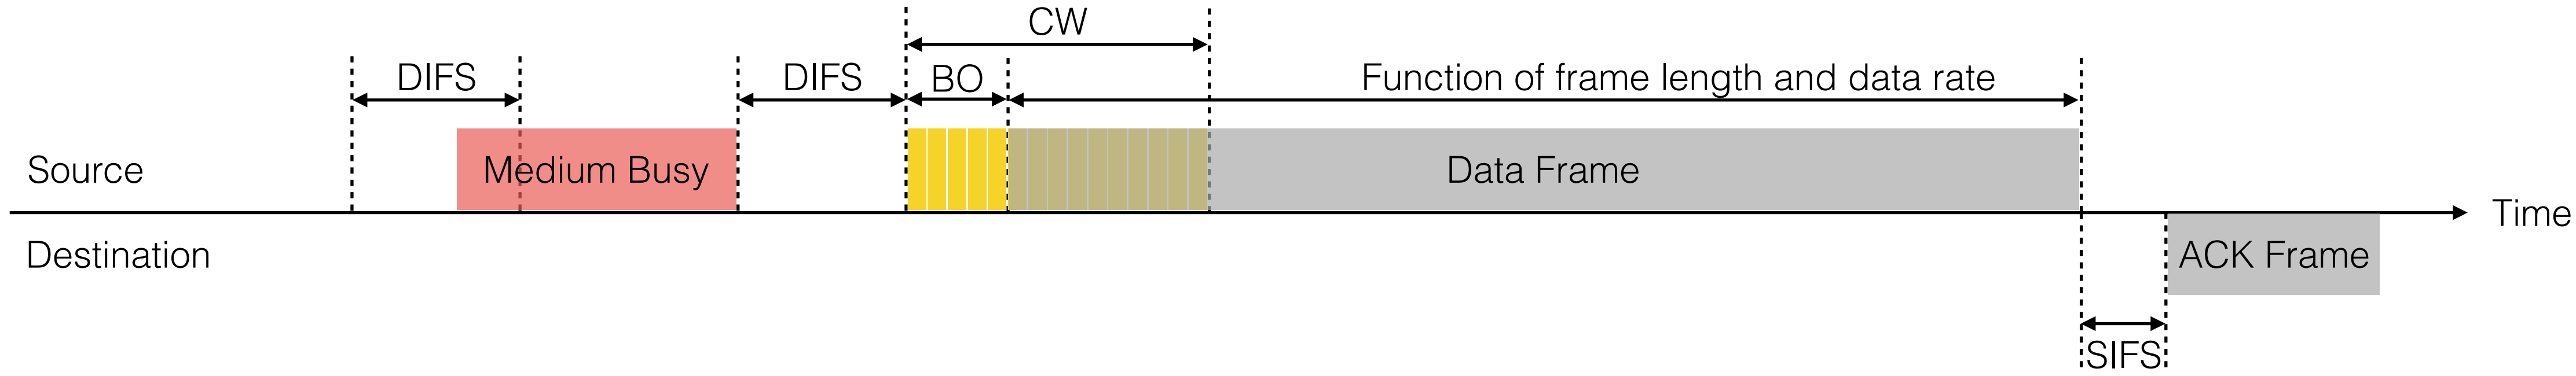 CW
DIFS
DIFS
BO
Function of frame length and data rate
Source
Medium Busy
Data Frame
Time
Destination
ACK Frame
SIFS